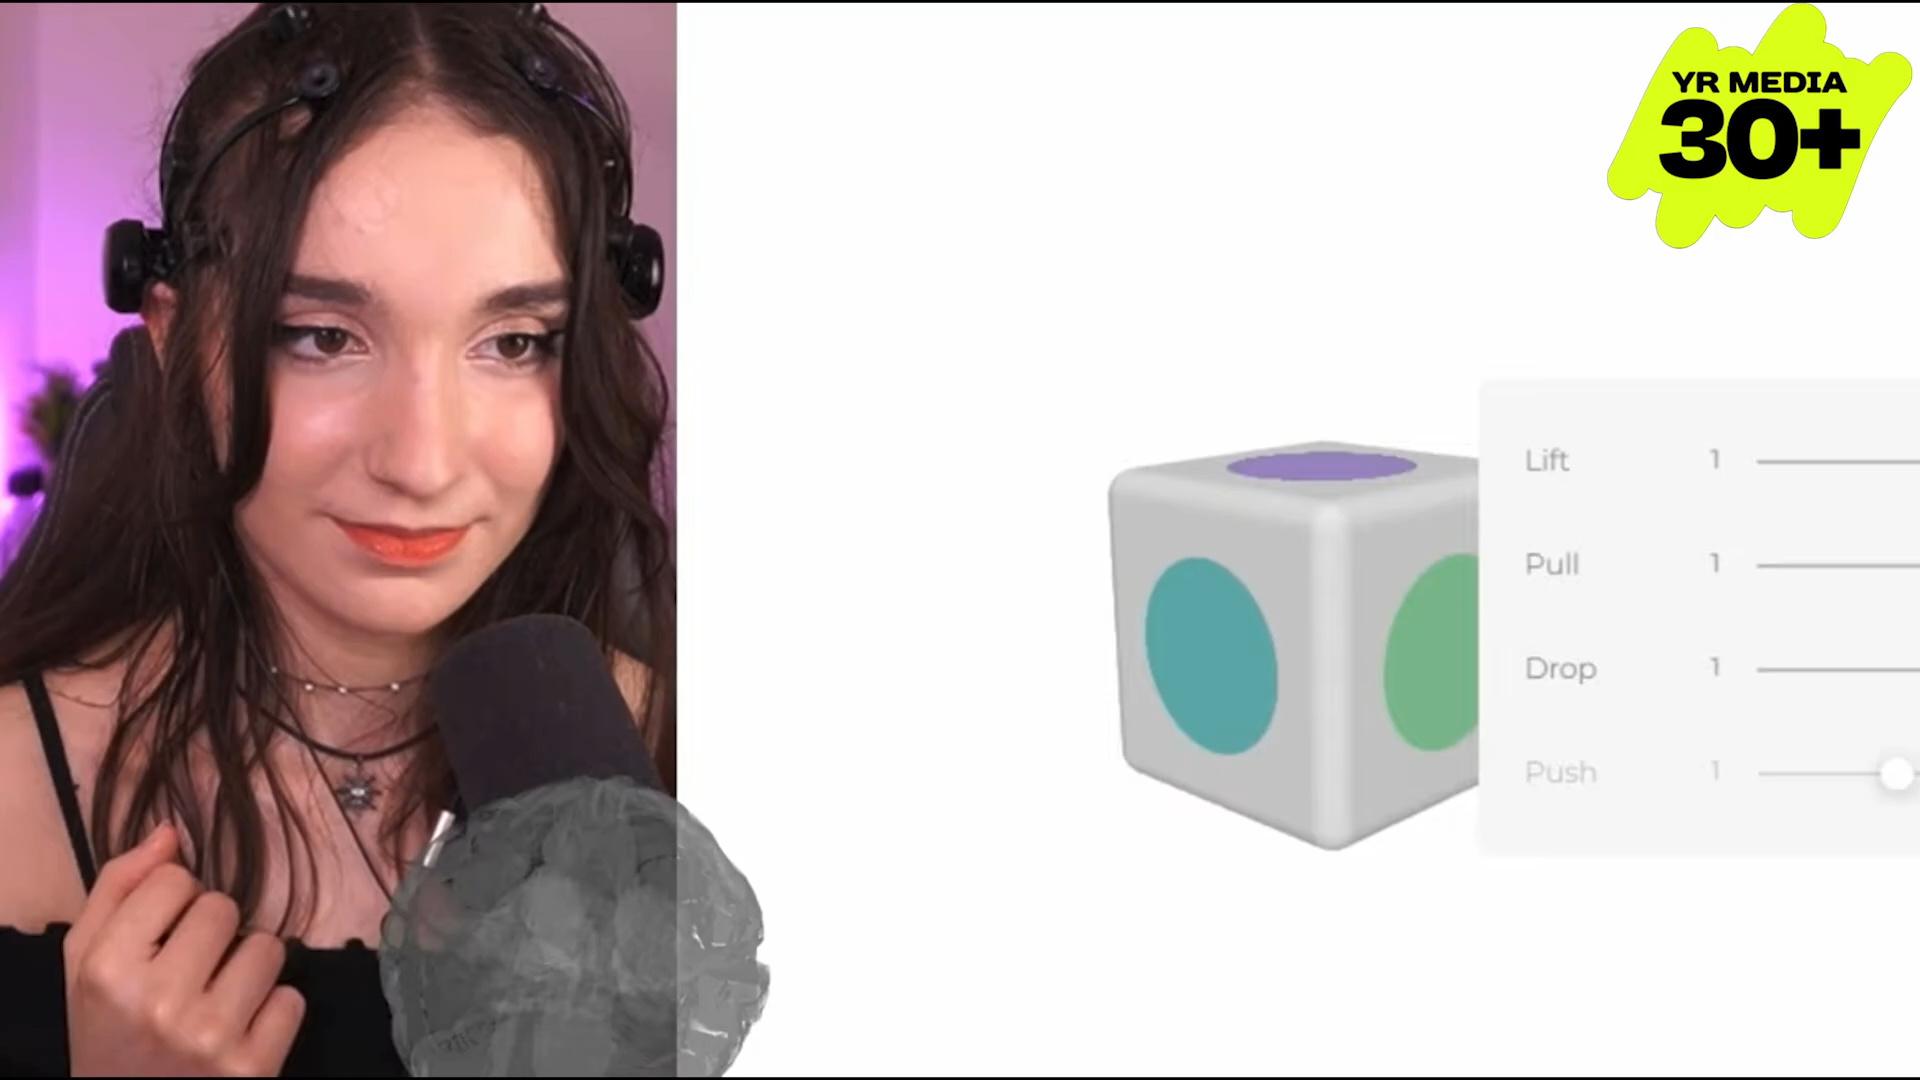 YR MEDIA
30+
Lift 1
Pull 1
Drop 1
Push 1